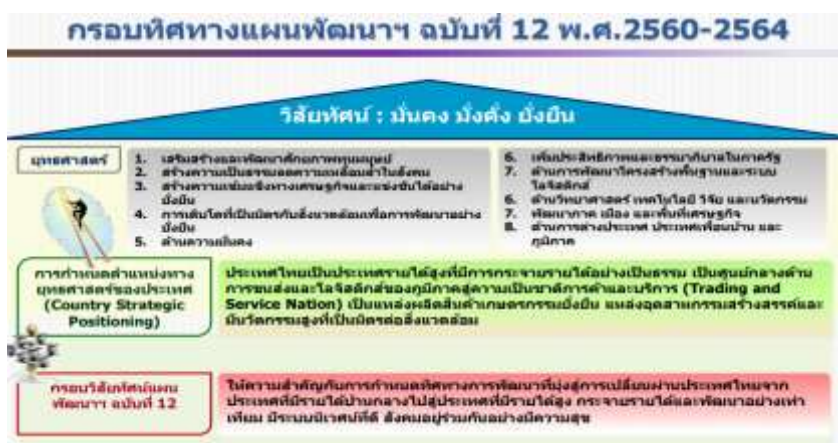 กรอบทิศทางแผนพัฒนาฯ ฉบับที่ 12 พ.ศ.2560-2564
วิสัยทัศน์ : มั่นคง มั่งคั่ง ยั่งยืน
ยุทธศาสตร์
1. เสริมสร้างและพัฒนาศักยภาพทุนมนุษย์
2. สร้างความเป็นธรรมลดความเหลื่อมล้ำในสังคม
3. สร้างความเข้มแข็งทางเศรษฐกิจและแข่งขันได้อย่าง
ยั่งยืน
4. การเติบโตที่เป็นมิตรกับสิ่งแวดล้อมเพื่อการพัฒนาอย่าง
ยั่งยืน
5. ด้านความมั่นคง
6. เพิ่มประสิทธิภาพและธรรมาภิบาลในภาครัฐ
7. ด้านการพัฒนาโครงสร้างพื้นฐานและระบบ
โลจิสติกส์
6. ด้านวิทยาศาสตร์ เทคโนโลยี วิจัย และนวัตกรรม
7. พัฒนาภาค เมือง และพื้นที่เศรษฐกิจ
8. ด้านการต่างประเทศ ประเทศเพื่อนบ้าน และ
ภูมิภาค
การกำหนดตำแหน่งทาง
ยุทธศาสตร์ของประเทศ
(Country Strategic
Positioning)
ประเทศไทยเป็นประเทศรายได้สูงที่มีการกระจายรายได้อย่างเป็นธรรม เป็นศูนย์กลางด้าน
การขนส่งและโลจิสติกส์ของภูมิภาคสู่ความเป็นชาติการค้าและบริการ (Trading and
Service Nation) เป็นแหล่งผลิตสินค้าเกษตรกรรมยั่งยืน แหล่งอุตสาหกรรมสร้างสรรค์และ
มีนวัตกรรมสูงที่เป็นมิตรต่อสิ่งแวดล้อม
กรอบวิสัยทัศน์แผน
พัฒนาฯ ฉบับที่ 12
ให้ความสำคัญกับการกำหนดทิศทางการพัฒนาที่มุ่งสู่การเปลี่ยนผ่านประเทศไทยจาก
ประเทศที่มีรายได้ปานกลางไปสู่ประเทศที่มีรายได้สูง กระจายรายได้และพัฒนาอย่างเท่า
เทียม มีระบบนิเวศน์ที่ดี สังคมอยู่ร่วมกันอย่างมีความสุข